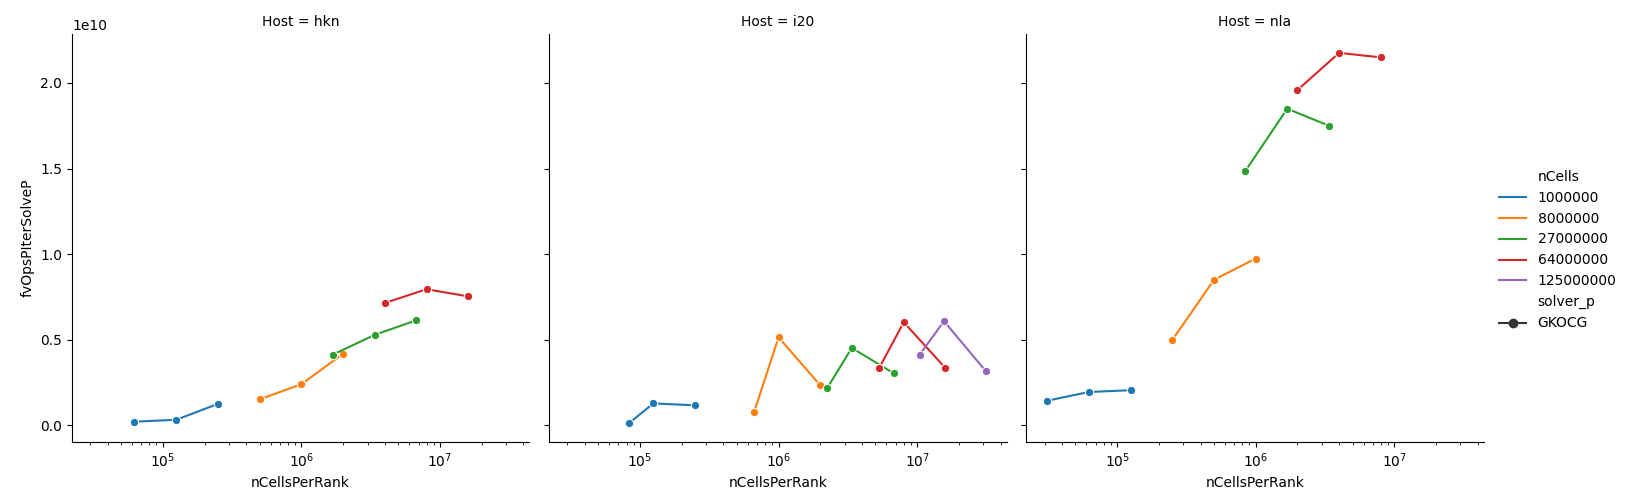 1e10
Host = hkn
Host = i20
Host = nla
fvOpsPIterSolveP
2.0
1.5
1.0
0.5
0.0
10^5
10^6
10^7
nCellsPerRank
10^5
10^6
10^7
nCellsPerRank
10^5
10^6
10^7
nCellsPerRank
nCells
1000000
8000000
27000000
64000000
125000000
solver_p
GKOCG